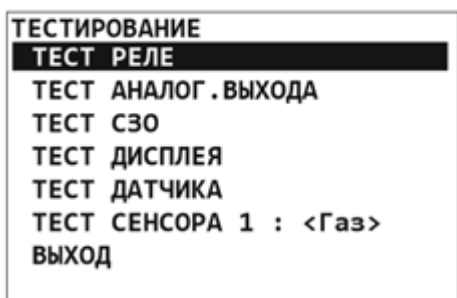 ТЕСТИРОВАНИЕ
ТЕСТ РЕЛЕ
ТЕСТ АНАЛОГ.ВЫХОДА
ТЕСТ СЗО
ТЕСТ ДИСПЛЕЯ
ТЕСТ ДАТЧИКА
ТЕСТ СЕНСОРА 1 : <Газ>
ВЫХОД